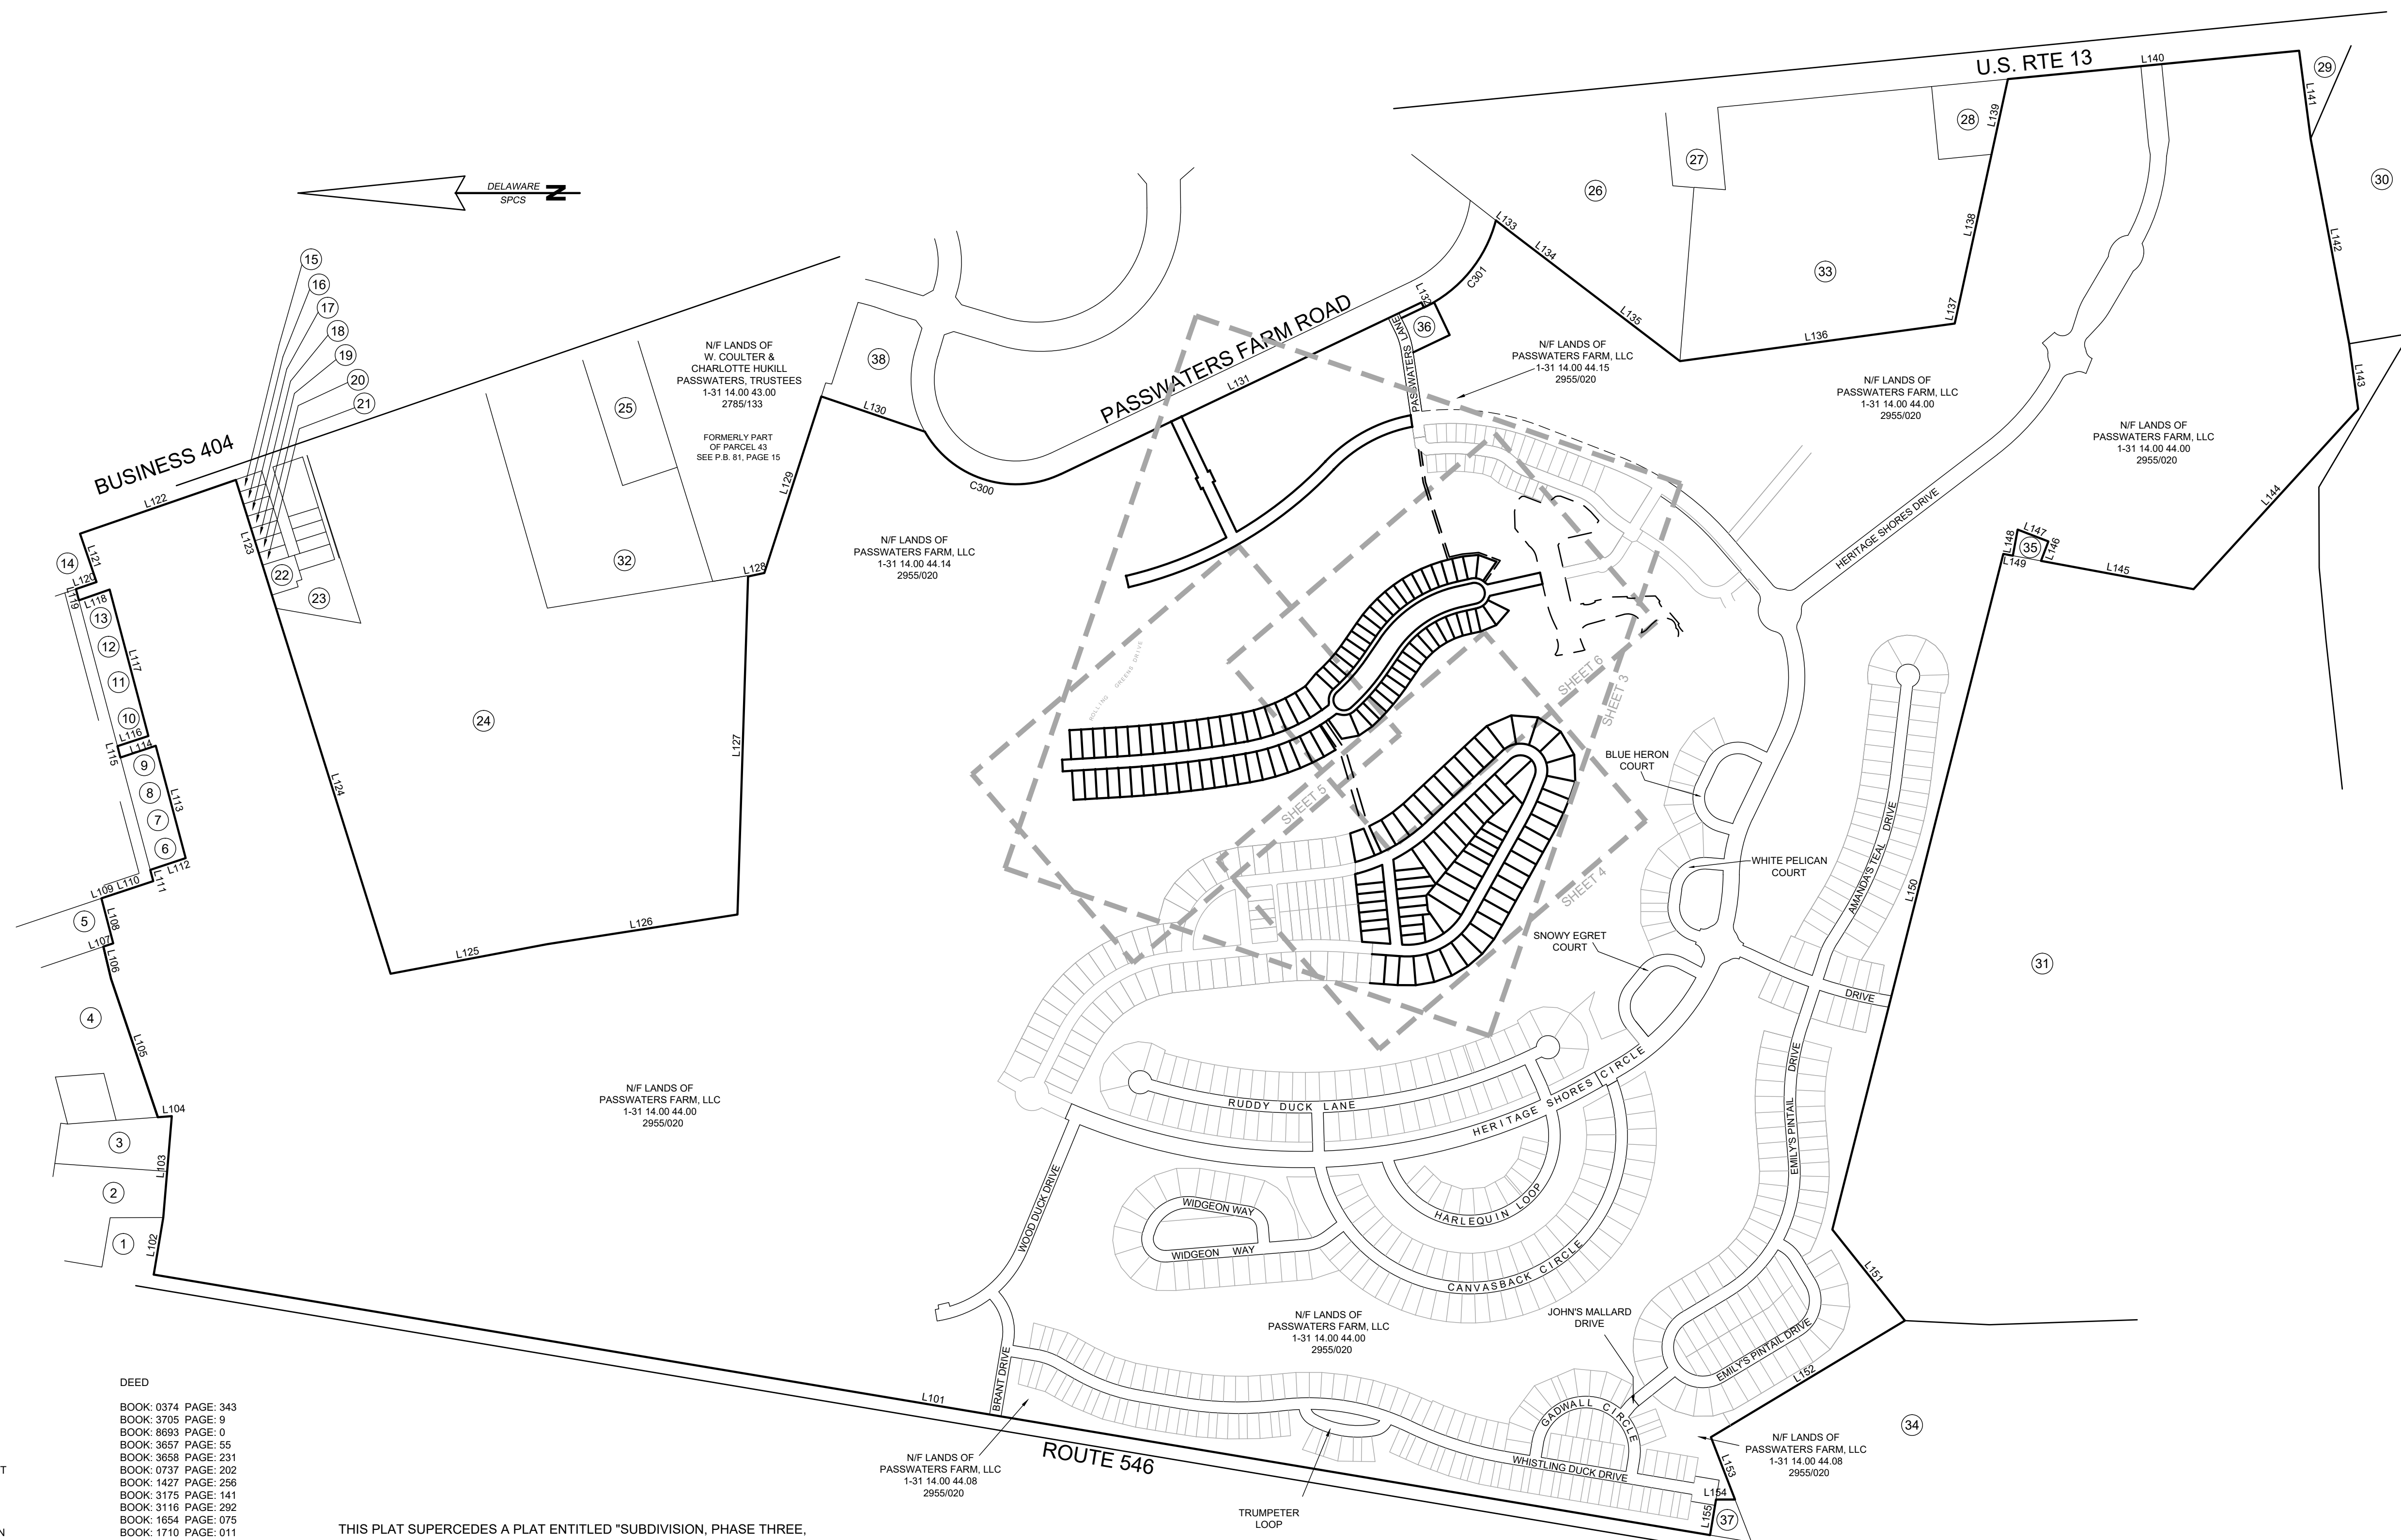 U.S. RTE 13
L140
29
L141
28
L139
27
26
30
DELAWARE
SPCS
N
L133
L134
L138
L142
15
16
17
18
19
20
21
33
C301
L132
L137
L135
L136
L143
36
PASSWATERS LANE
PASSWATERS FARM ROAD
L131
N/F LANDS OF
W. COULTER &
CHARLOTTE HUKILL
PASSWATERS, TRUSTEES
1-31 14.00 43.00
2785/133
FORMERLY PART
OF PARCEL 43
SEE P.B. 81, PAGE 15
38
25
N/F LANDS OF
PASSWATERS FARM, LLC
1-31 14.00 44.15
2955/020
N/F LANDS OF
PASSWATERS FARM, LLC
1-31 14.00 44.00
2955/020
N/F LANDS OF
PASSWATERS FARM, LLC
1-31 14.00 44.00
2955/020
L130
BUSINESS 404
L122
L129
C300
L144
HERITAGE SHORES DRIVE
N/F LANDS OF
PASSWATERS FARM, LLC
1-31 14.00 44.14
2955/020
L123
L121
14
L120
L119
L118
22
23
32
L128
L147
L148
35
L146
L149
L145
13
12
L117
11
10
L116
L115
L114
24
L127
ROLLING GREENS DRIVE
SHEET 6
SHEET 3
BLUE HERON
COURT
9
8
L113
7
6
L112
L124
SHEET 5
SHEET 4
WHITE PELICAN
COURT
AMANDA'S TEAL DRIVE
L150
L111
L110
L109
5
L108
L107
L106
L125
L126
SNOWY EGRET
COURT
DRIVE
31
4
L105
L104
3
L103
2
1
L102
N/F LANDS OF
PASSWATERS FARM, LLC
1-31 14.00 44.00
2955/020
RUDDY DUCK LANE
HERITAGE SHORES CIRCLE
EMILY'S PINTAIL DRIVE
WOOD DUCK DRIVE
WIDGEON WAY
WIDGEON WAY
HARLEQUIN LOOP
CANVASBACK CIRCLE
L151
N/F LANDS OF
PASSWATERS FARM, LLC
1-31 14.00 44.00
2955/020
JOHN'S MALLARD
DRIVE
EMILY'S PINTAIL DRIVE
L152
BRANT DRIVE
L101
GADWALL CIRCLE
34
N/F LANDS OF
PASSWATERS FARM, LLC
1-31 14.00 44.08
2955/020
ROUTE 546
N/F LANDS OF
PASSWATERS FARM, LLC
1-31 14.00 44.08
2955/020
WHISTLING DUCK DRIVE
L153
L154
L155
37
TRUMPETER
LOOP
DEED
BOOK: 0374 PAGE: 343
BOOK: 3705 PAGE: 9
BOOK: 8693 PAGE: 0
BOOK: 3657 PAGE: 55
BOOK: 3658 PAGE: 231
T BOOK: 0737 PAGE: 202
BOOK: 1427 PAGE: 256
BOOK: 3175 PAGE: 141
BOOK: 3116 PAGE: 292
BOOK: 1654 PAGE: 075
N BOOK: 1710 PAGE: 011
THIS PLAT SUPERCEDES A PLAT ENTITLED "SUBDIVISION, PHASE THREE,